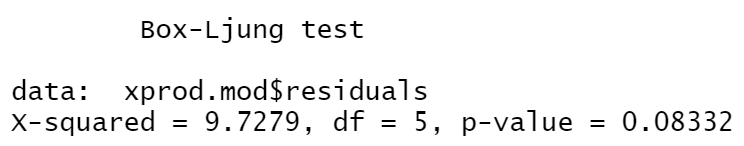 Box-Ljung test
data: xprod.mod$residuals
X-squared = 9.7279, df = 5, p-value = 0.08332